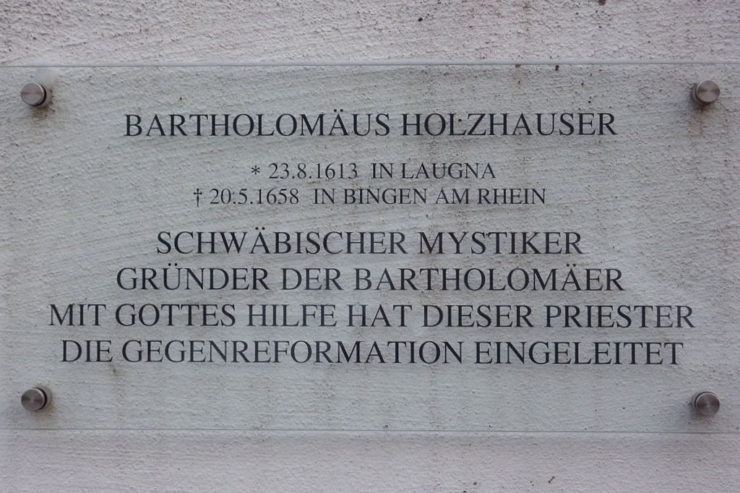 BARTHOLOMÄUS HOLZHAUSER
* 23.8.1613 IN LAUGNA
† 20.5.1658 IN BINGEN AM RHEIN
SCHWÄBISCHER MYSTIKER
GRÜNDER DER BARTHOLOMÄER
MIT GOTTES HILFE HAT DIESER PRIESTER
DIE GEGENREFORMATION EINGELEITET